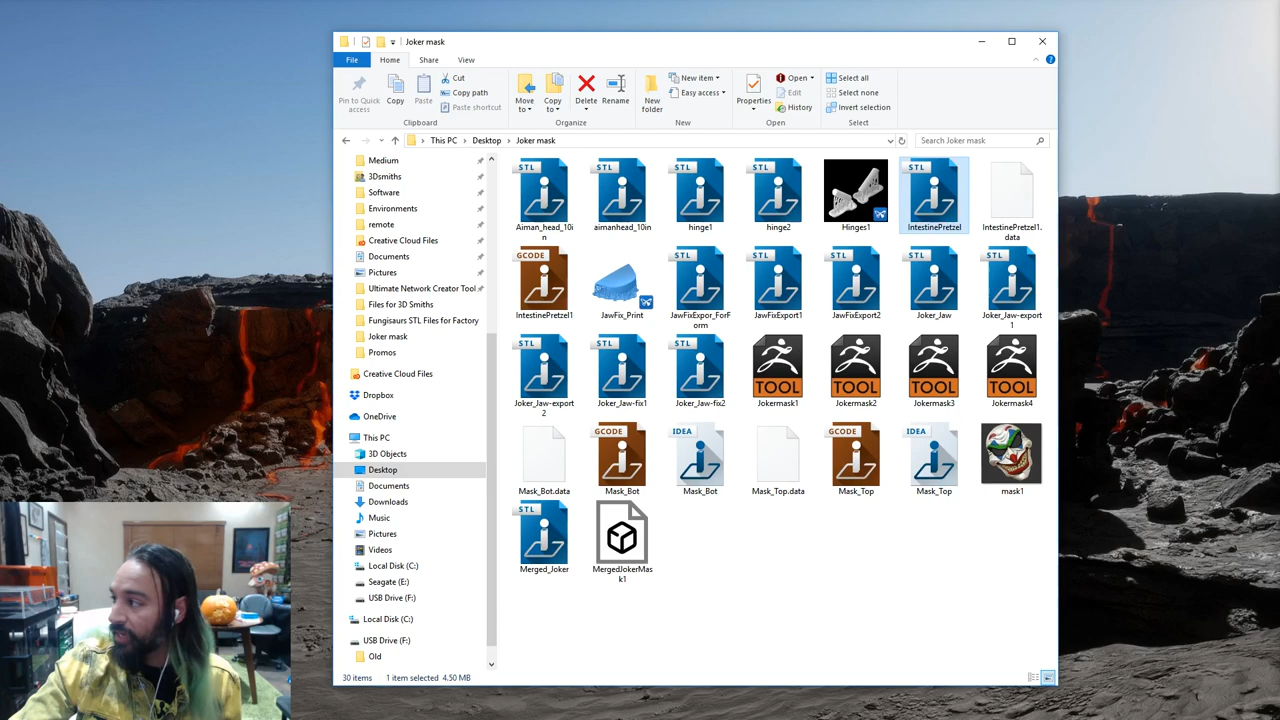 Joker mask
File
Home
Share
View
Pin to Quick access
Copy
Paste
Cut
Copy path
Paste shortcut
Move to
Copy to
Delete
Rename
New folder
New item
Easy access
Properties
Open
Edit
History
Select all
Select none
Invert selection
Clipboard
Organize
New
Open
Select
This PC
Desktop
Joker mask
Search Joker mask
Medium
3Dsmiths
Software
Environments
remote
Creative Cloud Files
Documents
Pictures
Ultimate Network Creator Tool
Files for 3D Smiths
Fungisaurs STL Files for Factory
Joker mask
Promos
Creative Cloud Files
Dropbox
OneDrive
This PC
3D Objects
Desktop
Documents
Downloads
Music
Pictures
Videos
Local Disk (C:)
Seagate (E:)
USB Drive (F:)
Local Disk (C:)
USB Drive (F:)
Old
STL
STL
STL
STL
STL
Aiman_head_10i
n
aimanhead_10in
hinge1
hinge2
Hinges1
IntestinePretzel
IntestinePretzel1.
data
GCODE
STL
STL
STL
STL
STL
IntestinePretzel1
JawFix_Print
JawFixExpor_ForF
orm
JawFixExport1
JawFixExport2
Joker_Jaw
Joker_Jaw-export
1
STL
STL
STL
TOOL
TOOL
TOOL
TOOL
Joker_Jaw-export
2
Joker_Jaw-fix1
Joker_Jaw-fix2
Jokermask1
Jokermask2
Jokermask3
Jokermask4
GCODE
IDEA
GCODE
IDEA
Mask_Bot.data
Mask_Bot
Mask_Bot
Mask_Top.data
Mask_Top
Mask_Top
mask1
STL
Merged_Joker
MergedJokerMas
k1
30 items
1 item selected 4.50 MB